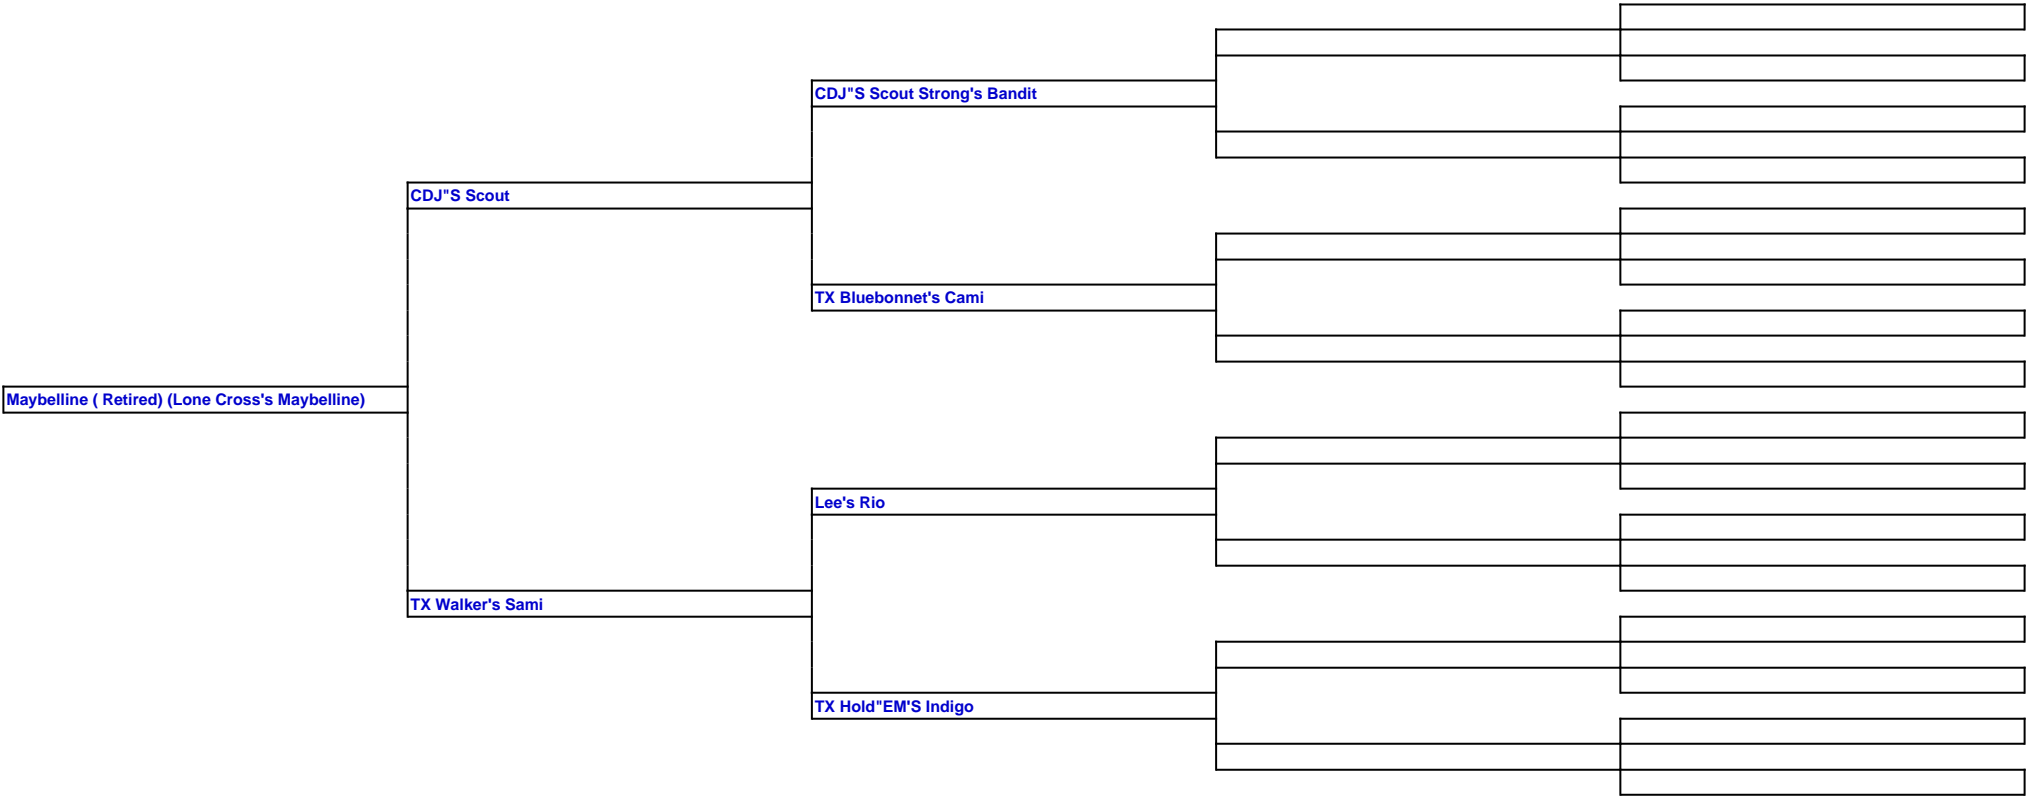 CDJ"S Scout Strong's Bandit
CDJ"S Scout
TX Bluebonnet's Cami
Maybelline ( Retired) (Lone Cross's Maybelline)
Lee's Rio
TX Walker's Sami
TX Hold"EM'S Indigo